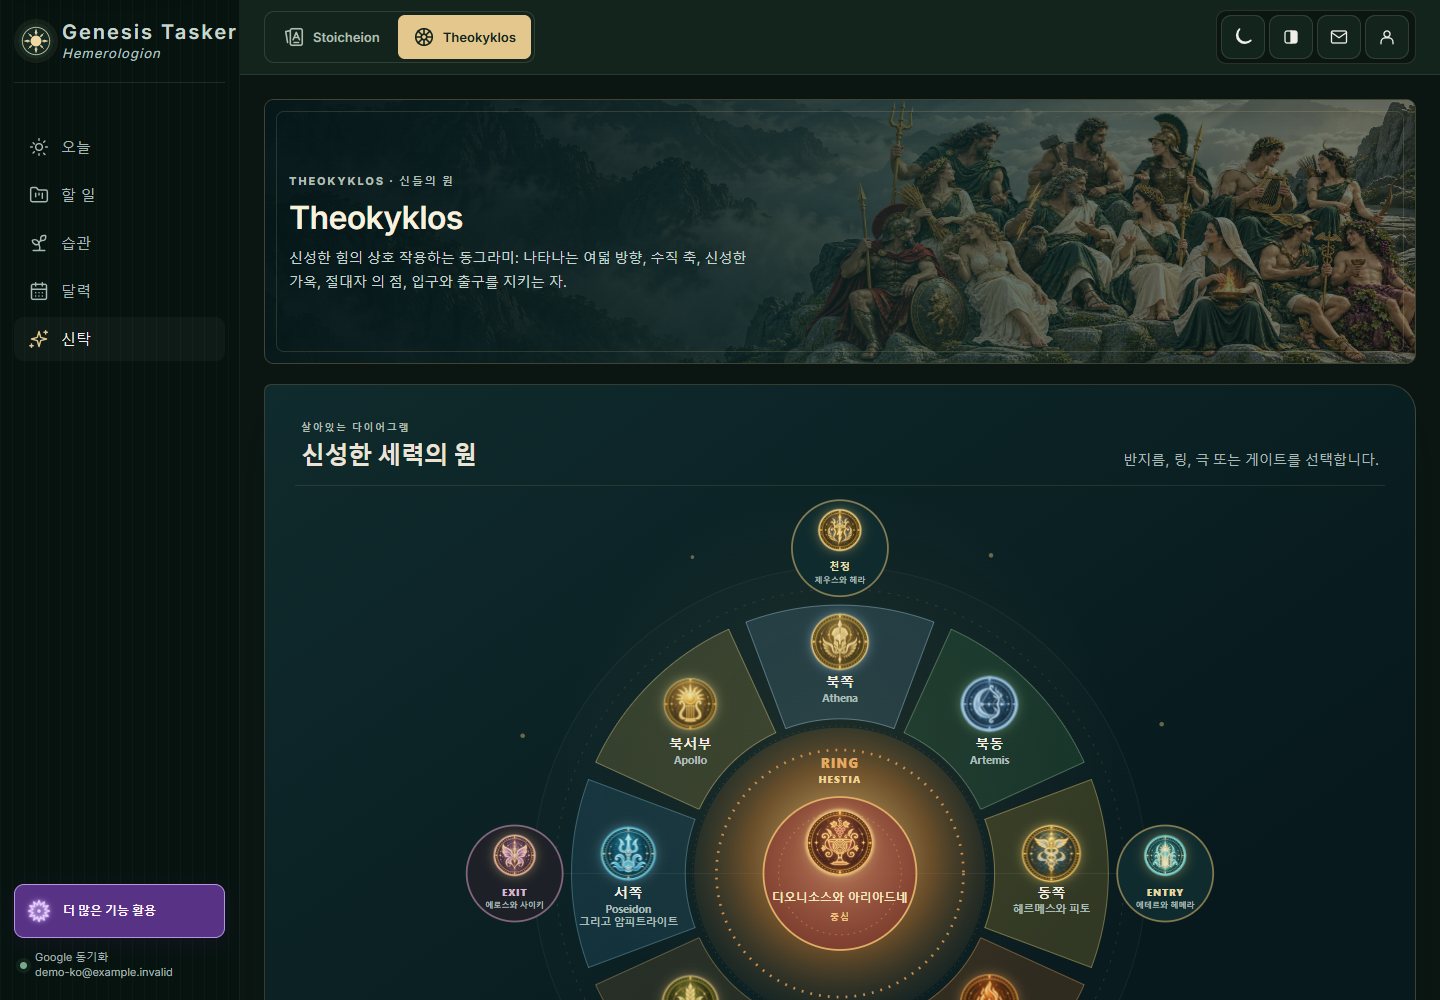 Genesis Tasker
Hemerologion
Stoicheion
Theokyklos
오늘
할 일
습관
달력
신탁
더 많은 기능 활용
Google 동기화
demo-ko@example.invalid
THEOKYKLOS · 신들의 원
Theokyklos
신성한 힘의 상호 작용하는 동그라미: 나타나는 여덟 방향, 수직 축, 신성한
가옥, 절대자 의 점, 입구와 출구를 지키는 자.
살아있는 다이어그램
신성한 세력의 원
반지름, 링, 극 또는 게이트를 선택합니다.
천정
제우스와 헤라
북쪽
Athena
북서부
Apollo
북동
Artemis
RING
HESTIA
EXIT
에로스와 사이키
서쪽
Poseidon
그리고 암피트라이트
디오니소스와 아리아드네
중심
동쪽
헤르메스와 피토
ENTRY
에테르와 헤메라